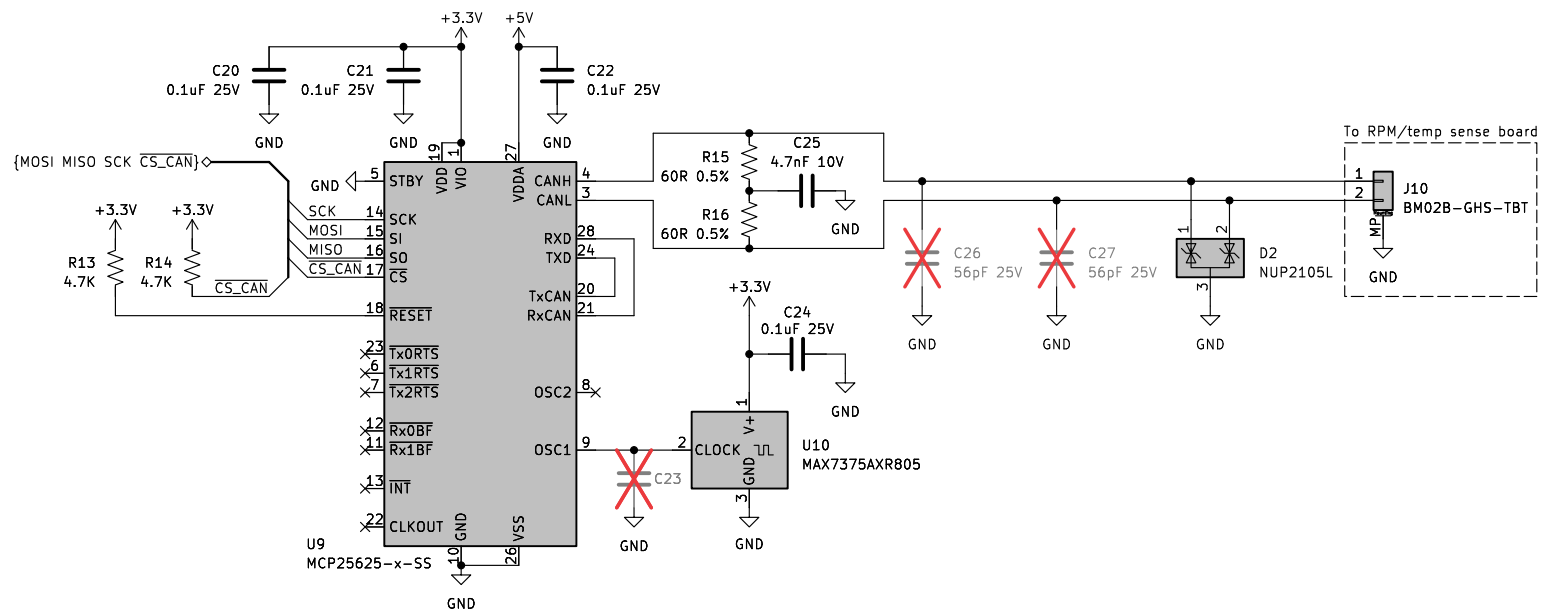 +3.3V
+5V
C20
0.1uF 25V
GND
C21
0.1uF 25V
GND
C22
0.1uF 25V
GND
{MOSI MISO SCK CS_CAN}
+3.3V
R13
4.7K
+3.3V
R14
4.7K
SCK
MOSI
MISO
CS_CAN
CS_CAN
GND
5 STBY
14 SCK
15 SI
16 SO
17 CS
18 RESET
23 Tx0RTS
6 Tx1RTS
7 Tx2RTS
12 Rx0BF
11 Rx1BF
13 INT
22 CLKOUT
19 VDD
1 VIO
27 VDDA
CANH 4
CANL 3
RXD 28
TXD 24
TxCAN 20
RxCAN 21
OSC2 8
OSC1 9
GND 10
VSS 26
U9
MCP25625-x-SS
GND
R15
60R 0.5%
R16
60R 0.5%
C25
4.7nF 10V
GND
+3.3V
C24
0.1uF 25V
GND
1 V+
2 CLOCK
GND 3
U10
MAX7375AXR805
GND
C23
GND
C26
56pF 25V
GND
C27
56pF 25V
GND
1
2
3
D2
NUP2105L
GND
To RPM/temp sense board
1
2
MP
J10
BM02B-GHS-TBT
GND